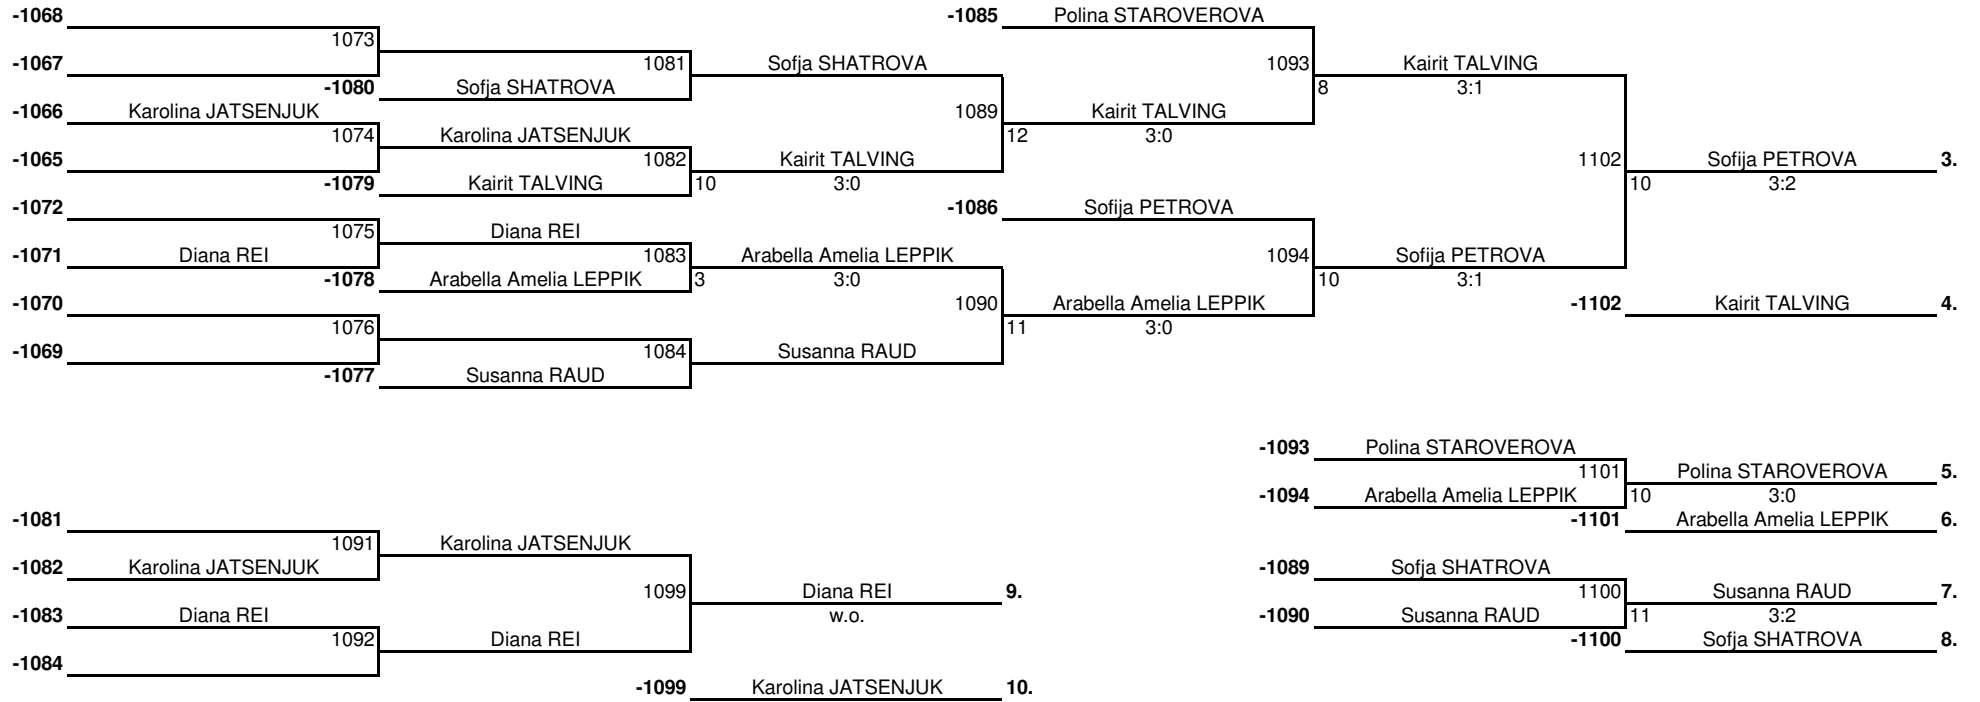 -1068
-1085 Polina STAROVEROVA
1073
-1067 1081 Sofja SHATROVA 1093 Kairit TALVING
-1080 Sofja SHATROVA 8 3:1
-1066 Karolina JATSENJUK 1089 Kairit TALVING
1074 Karolina JATSENJUK 12 3:0
-1065 1082 Kairit TALVING 1102 Sofija PETROVA 3.
-1079 Kairit TALVING 10 3:0 10 3:2
-1072 -1086 Sofija PETROVA
1075 Diana REI
-1071 Diana REI 1083 Arabella Amelia LEPPIK 1094 Sofija PETROVA
-1078 Arabella Amelia LEPPIK 3 3:0 10 3:1
-1070 1090 Arabella Amelia LEPPIK -1102 Kairit TALVING 4.
1076 11 3:0
-1069 1084 Susanna RAUD
-1077 Susanna RAUD
-1093 Polina STAROVEROVA
1101 Polina STAROVEROVA 5.
-1094 Arabella Amelia LEPPIK 10 3:0
-1081 -1101 Arabella Amelia LEPPIK 6.
1091 Karolina JATSENJUK
-1082 Karolina JATSENJUK -1089 Sofja SHATROVA
1099 Diana REI 9. 1100 Susanna RAUD 7.
-1083 Diana REI w.o. -1090 Susanna RAUD 11 3:2
1092 Diana REI -1100 Sofja SHATROVA 8.
-1084
-1099 Karolina JATSENJUK 10.